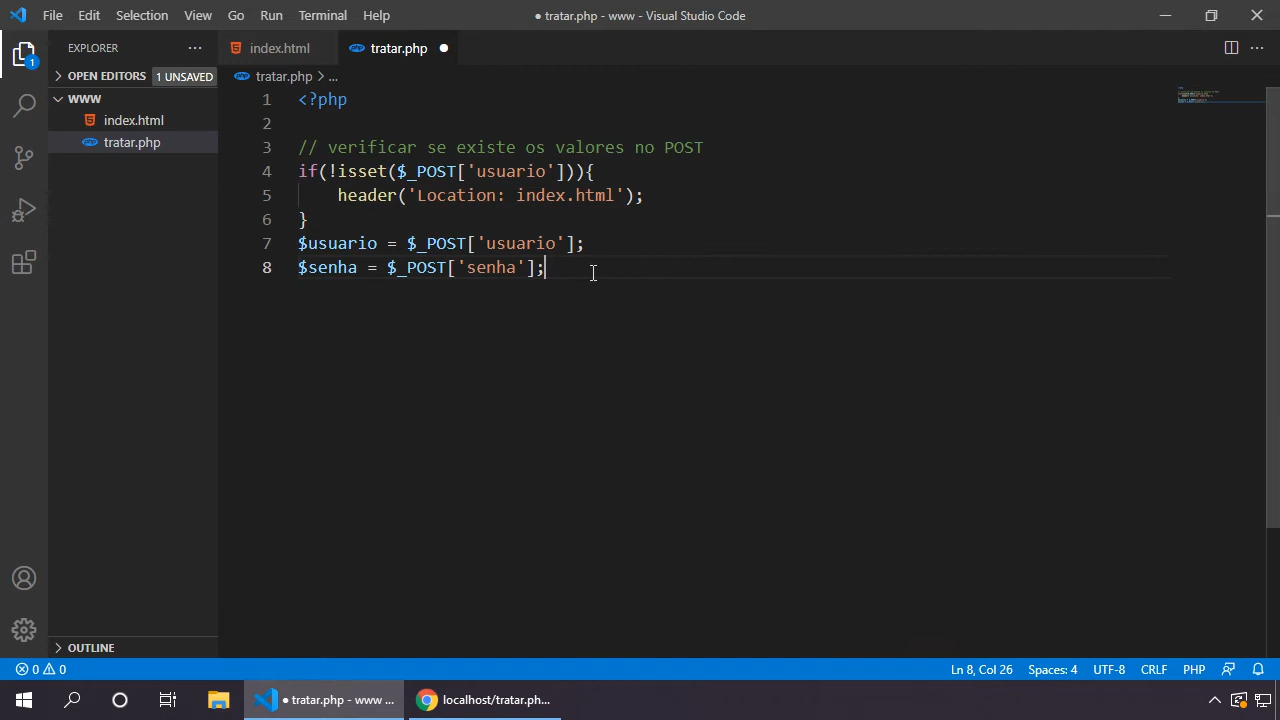 File Edit Selection View Go Run Terminal Help
● tratar.php - www - Visual Studio Code
EXPLORER ...
index.html
tratar.php ●
OPEN EDITORS 1 UNSAVED
tratar.php > ...
WWW
index.html
tratar.php
1 <?php
2
3 // verificar se existe os valores no POST
4 if(!isset($_POST['usuario'])){
5 header('Location: index.html');
6 }
7 $usuario = $_POST['usuario'];
8 $senha = $_POST['senha'];
1
OUTLINE
0 0
Ln 8, Col 26 Spaces: 4 UTF-8 CRLF PHP
● tratar.php - www ...
localhost/tratar.ph...